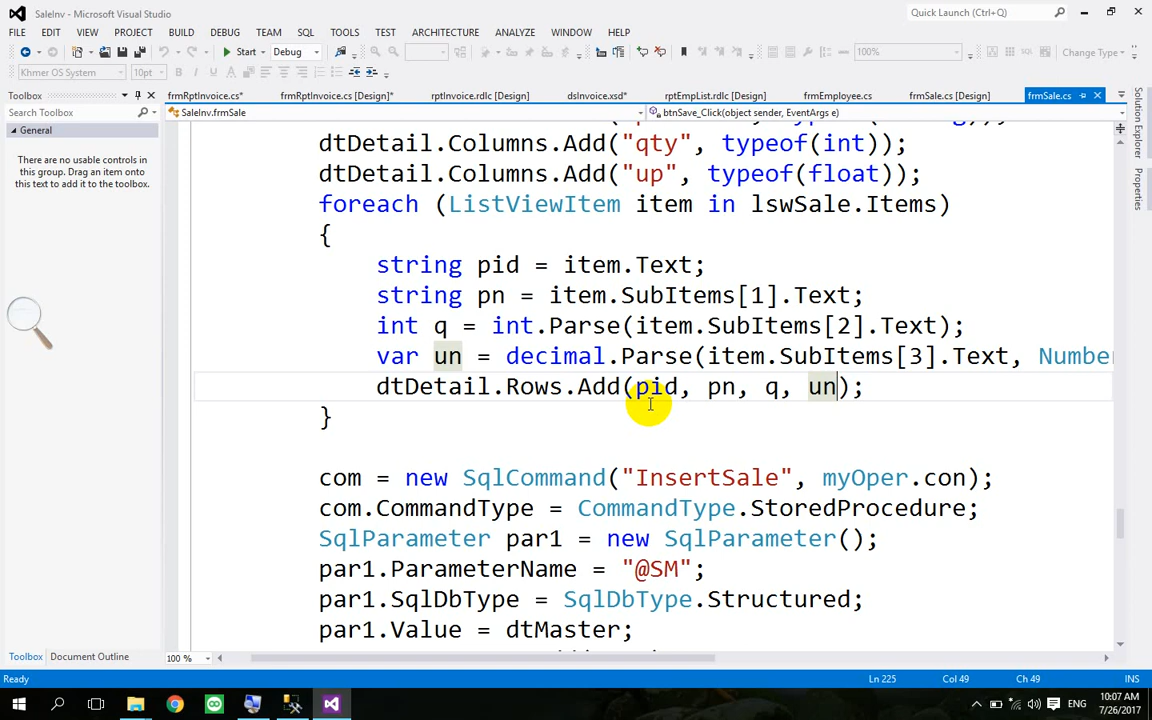 SaleInv - Microsoft Visual Studio
Quick Launch (Ctrl+Q)
FILE EDIT VIEW PROJECT BUILD DEBUG TEAM SQL TOOLS TEST ARCHITECTURE ANALYZE WINDOW HELP
Start Debug 100% Change Type
Khmer OS System 10pt B I U A
Toolbox
Search Toolbox
General
There are no usable controls in
this group. Drag an item onto
this text to add it to the toolbox.
frmRptInvoice.cs* frmRptInvoice.cs [Design]* rptInvoice.rdlc [Design] dsInvoice.xsd* rptEmpList.rdlc [Design] frmEmployee.cs frmSale.cs [Design] frmSale.cs
SaleInv.frmSale btnSave_Click(object sender, EventArgs e)
dtDetail.Columns.Add("qty", typeof(int));
dtDetail.Columns.Add("up", typeof(float));
foreach (ListViewItem item in lswSale.Items)
{
string pid = item.Text;
string pn = item.SubItems[1].Text;
int q = int.Parse(item.SubItems[2].Text);
var un = decimal.Parse(item.SubItems[3].Text, Number
dtDetail.Rows.Add(pid, pn, q, un);
}
com = new SqlCommand("InsertSale", myOper.con);
com.CommandType = CommandType.StoredProcedure;
SqlParameter par1 = new SqlParameter();
par1.ParameterName = "@SM";
par1.SqlDbType = SqlDbType.Structured;
par1.Value = dtMaster;
Solution Explorer
Properties
Toolbox Document Outline
100 %
Ready Ln 225 Col 49 Ch 49 INS
ENG
10:07 AM
7/26/2017